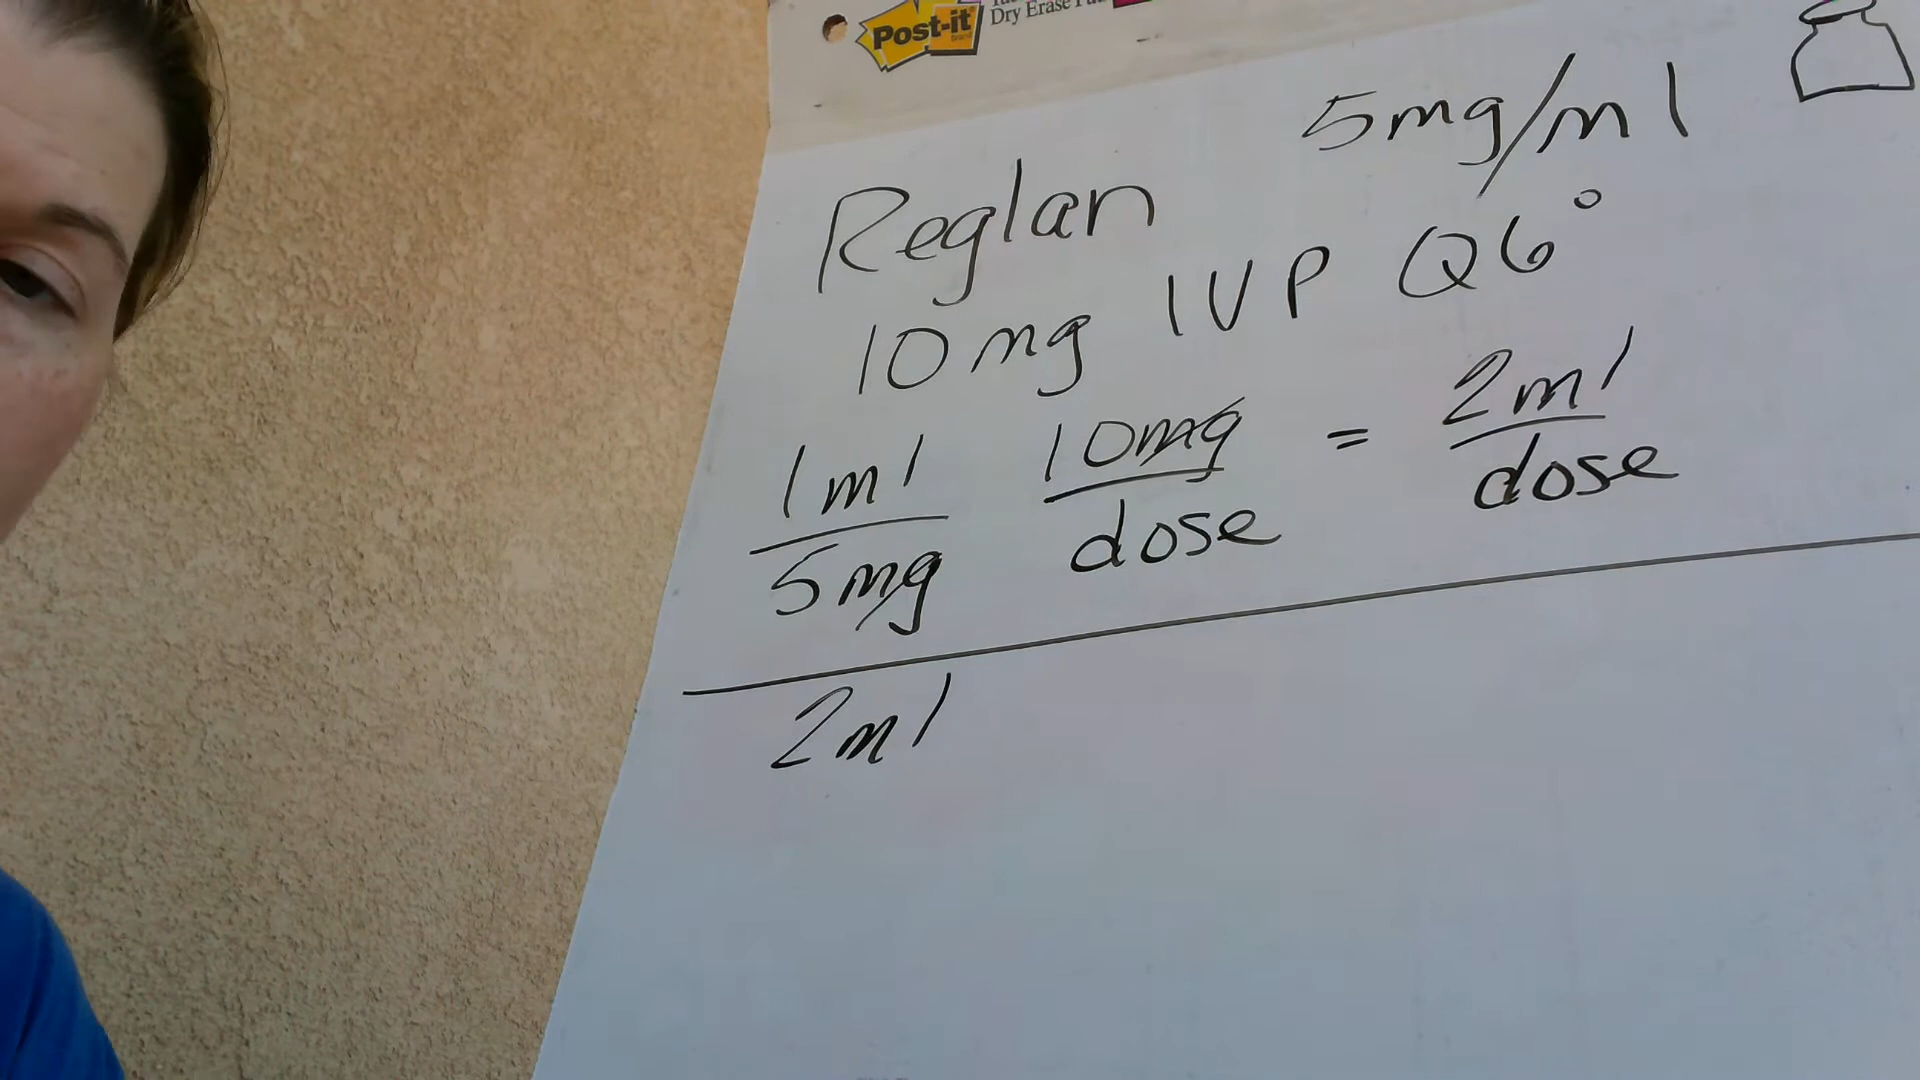 Post-it
Dry Erase
5mg/ml
Reglan
10mg IVP Q6°
1ml 10mg = 2ml
5mg dose dose
2ml